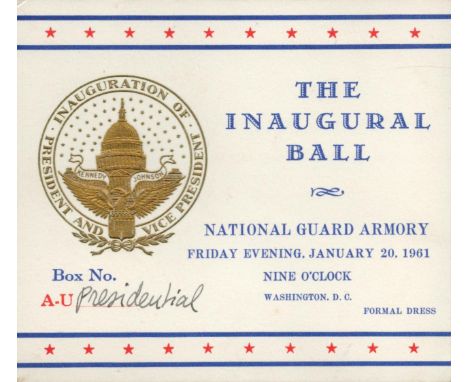 INAUGURATION OF
PRESIDENT AND VICE PRESIDENT
KENNEDY JOHNSON
Box No.
A-U Presidential
THE
INAUGURAL
BALL
NATIONAL GUARD ARMORY
FRIDAY EVENING, JANUARY 20, 1961
NINE O'CLOCK
WASHINGTON, D. C.
FORMAL DRESS